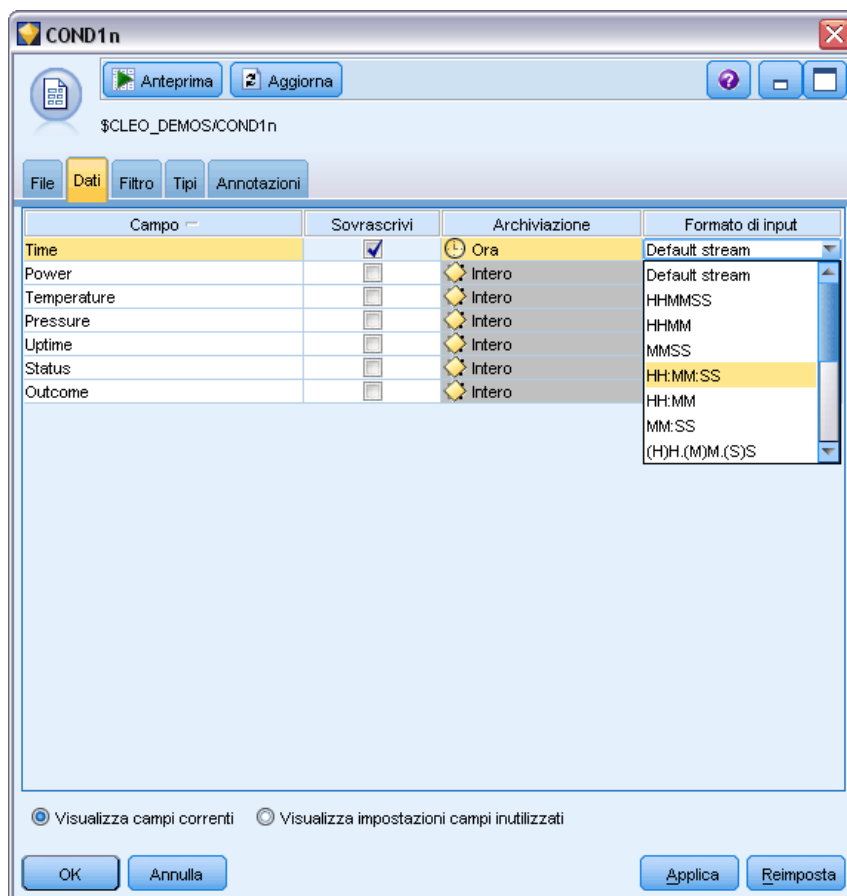 COND1n
Anteprima Aggiorna
$CLEO_DEMOS/COND1n
File Dati Filtro Tipi Annotazioni
Campo Sovrascrivi Archiviazione Formato di input
Time Ora Default stream
Power Intero Default stream
Temperature Intero HHMMSS
Pressure Intero HHMM
Uptime Intero MMSS
Status Intero HH:MM:SS
Outcome Intero HH:MM
MM:SS
(H)H.(M)M.(S)S
Visualizza campi correnti Visualizza impostazioni campi inutilizzati
OK Annulla Applica Reimposta